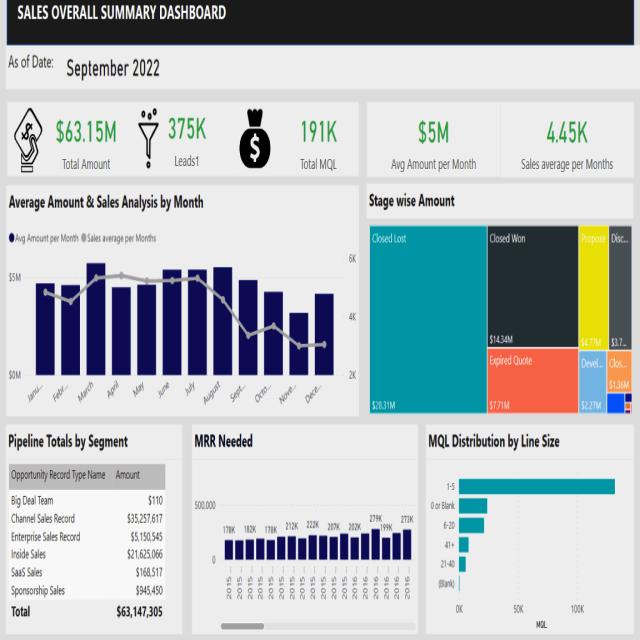 SALES OVERALL SUMMARY DASHBOARD
As of Date: September 2022
$63.15M
Total Amount
375K
Leads1
191K
Total MQL
$5M
Avg Amount per Month
4.45K
Sales average per Months
Average Amount & Sales Analysis by Month
Avg Amount per Month Sales average per Months
$5M
$0M
6K
4K
2K
Janu...
Febr...
March
April
May
June
July
August
Sept...
Octo...
Nove...
Dece...
Stage wise Amount
Closed Lost
$28.31M
Closed Won
$14.34M
Expired Quote
$7.71M
Propose
$4.77M
Disc...
$3.7...
Devel...
$2.27M
Clos...
$1.36M
Pipeline Totals by Segment
Opportunity Record Type Name Amount
Big Deal Team $110
Channel Sales Record $35,257,617
Enterprise Sales Record $5,150,545
Inside Sales $21,625,066
SaaS Sales $168,517
Sponsorship Sales $945,450
Total $63,147,305
MRR Needed
500,000
0
178K 182K 178K 212K 222K 207K 202K 279K 199K 273K
2015 ... 2015 ... 2015 ... 2015 ... 2015 ... 2015 ... 2015 ... 2015 ... 2015 ... 2015 ... 2015 ... 2016 ... 2016 ... 2016 ... 2016 ... 2016 ... 2016 ... 2016 ...
MQL Distribution by Line Size
1-5
0 or Blank
6-20
41+
21-40
(Blank)
0K 50K 100K
MQL